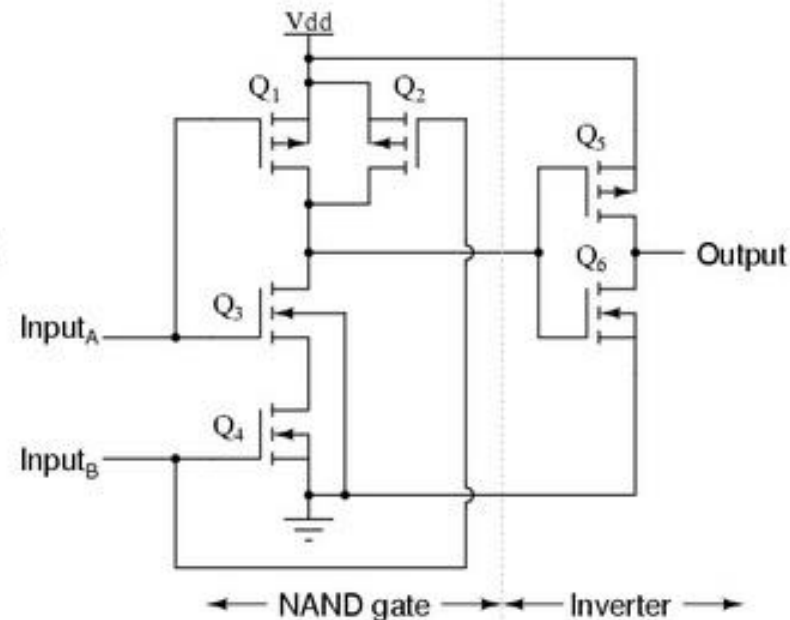 Vdd
Q1
Q2
Q5
Output
Q6
Q3
InputA
Q4
InputB
NAND gate
Inverter